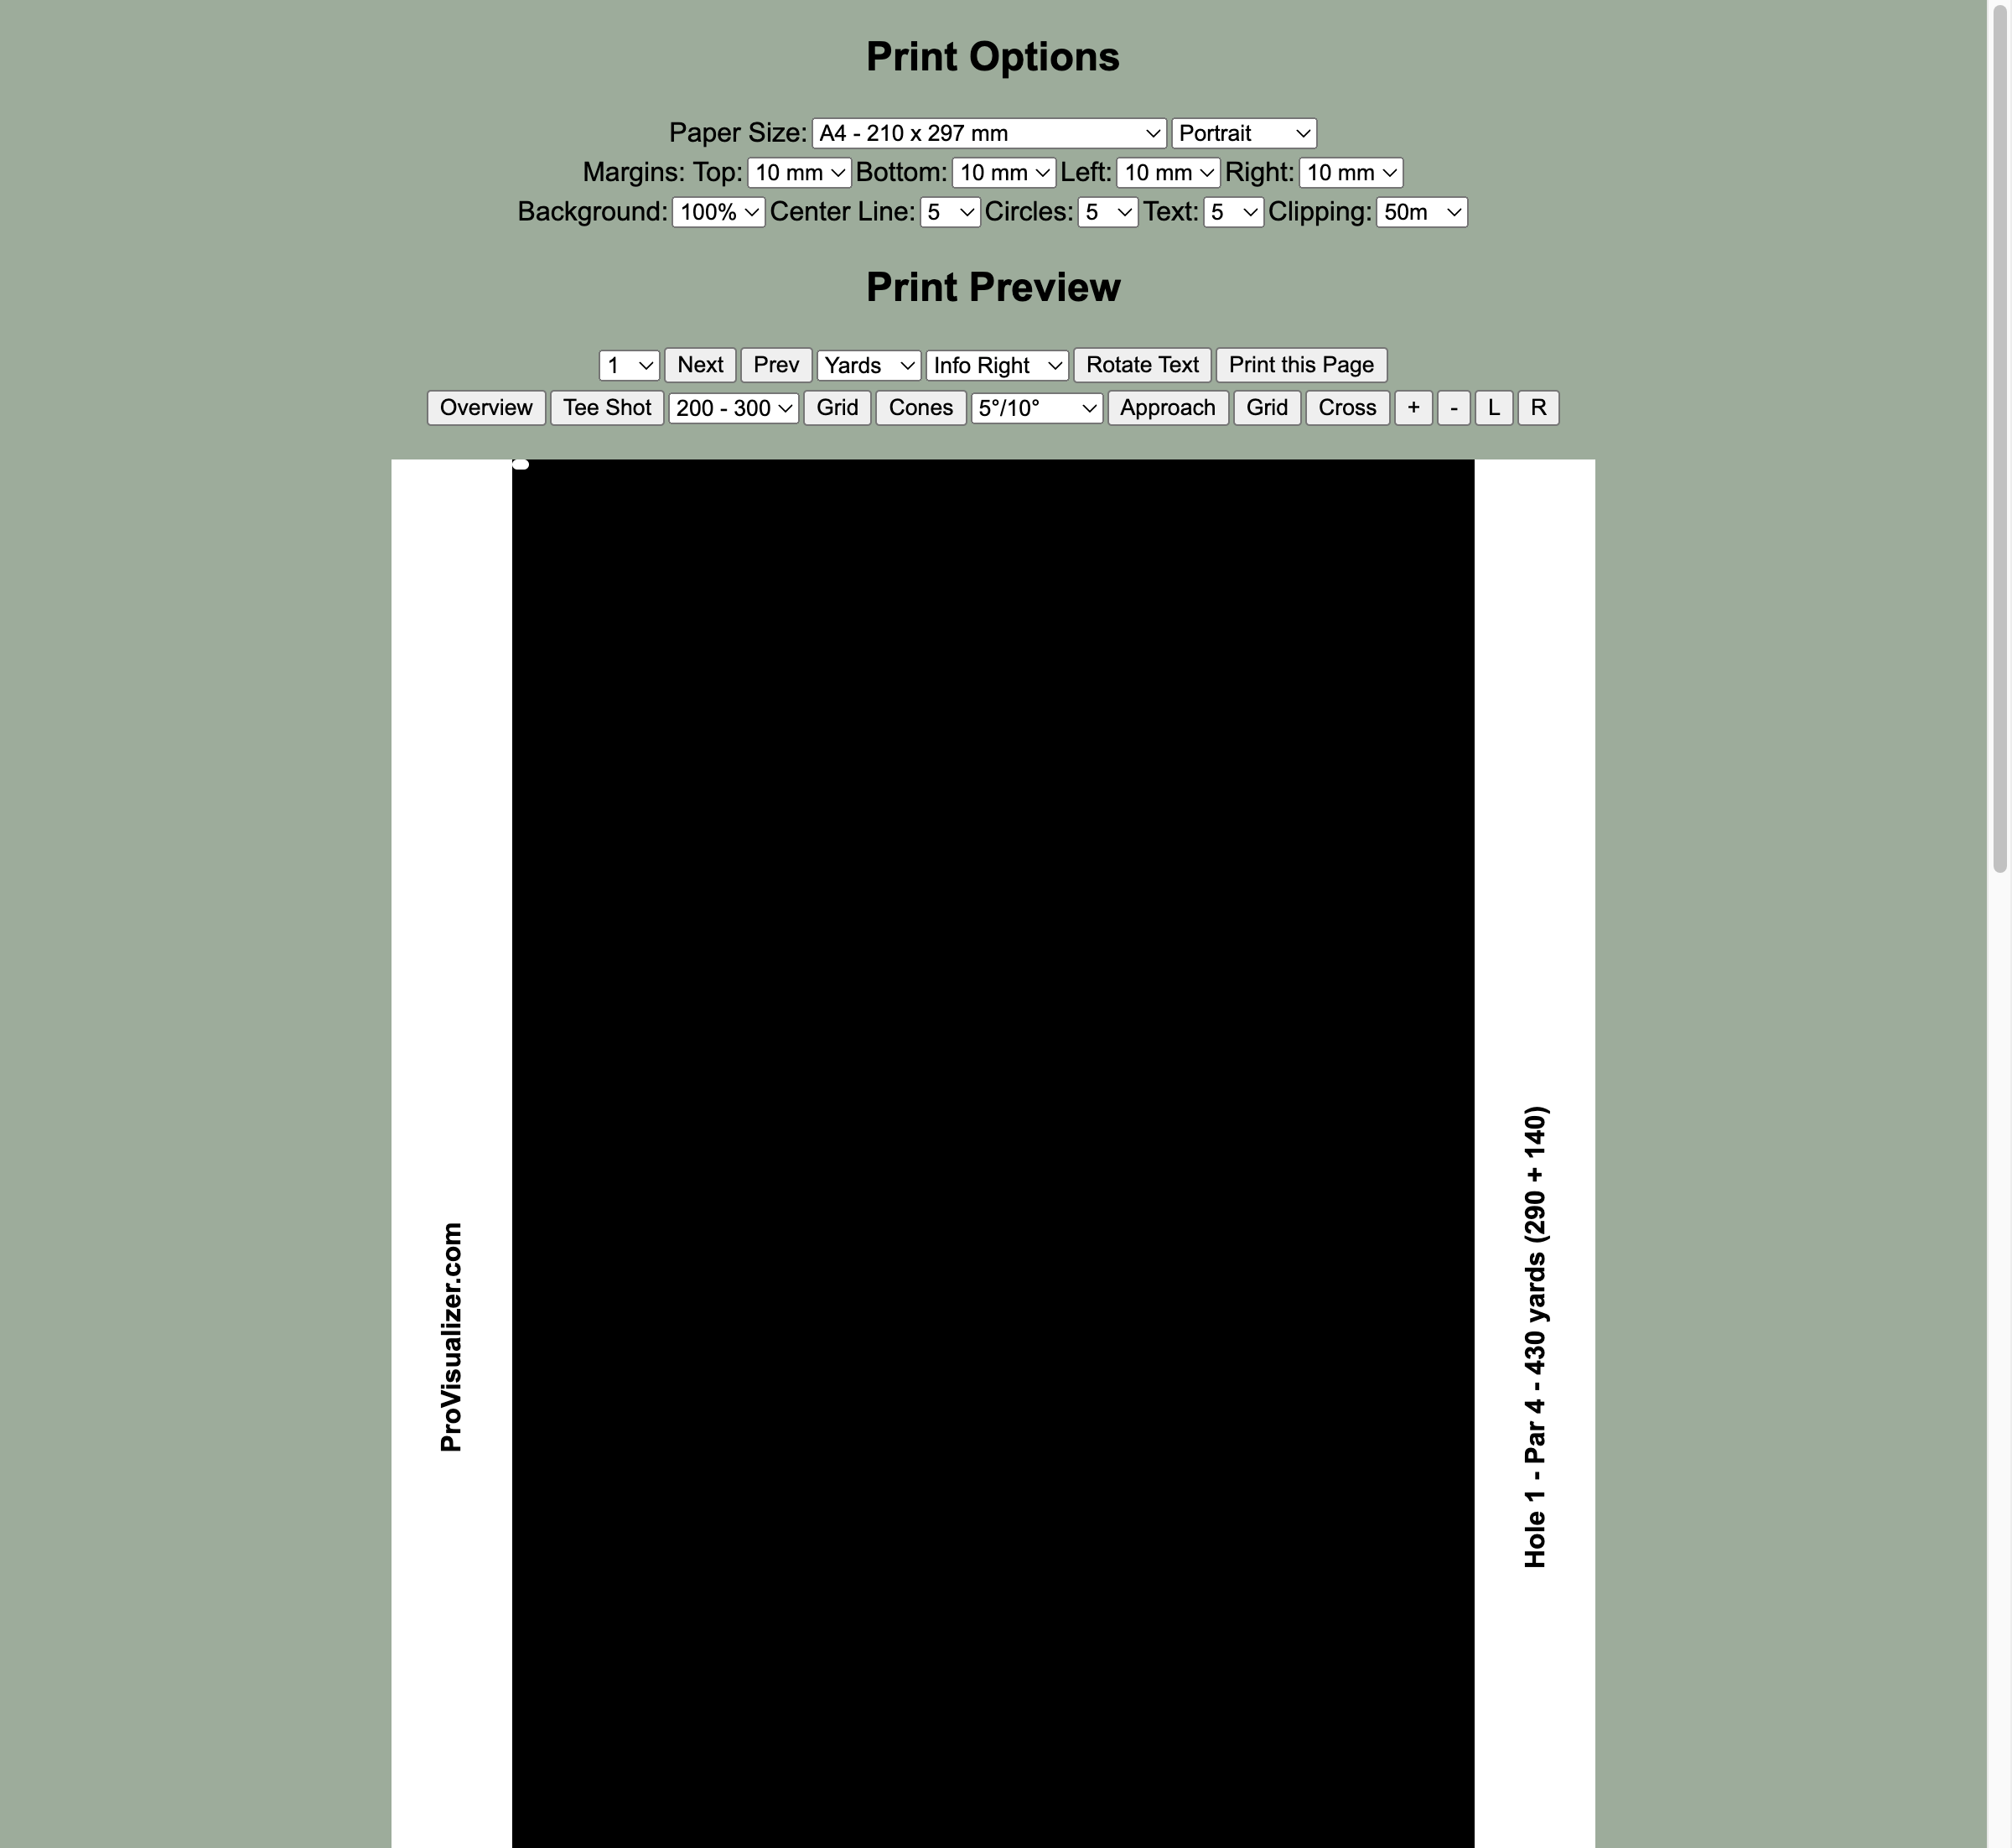 Print Options
Paper Size: A4 - 210 x 297 mm Portrait
Margins: Top: 10 mm Bottom: 10 mm Left: 10 mm Right: 10 mm
Background: 100% Center Line: 5 Circles: 5 Text: 5 Clipping: 50m
Print Preview
1 Next Prev Yards Info Right Rotate Text Print this Page
Overview Tee Shot 200 - 300 Grid Cones 5°/10° Approach Grid Cross + - L R
ProVisualizer.com
Hole 1 - Par 4 - 430 yards (290 + 140)